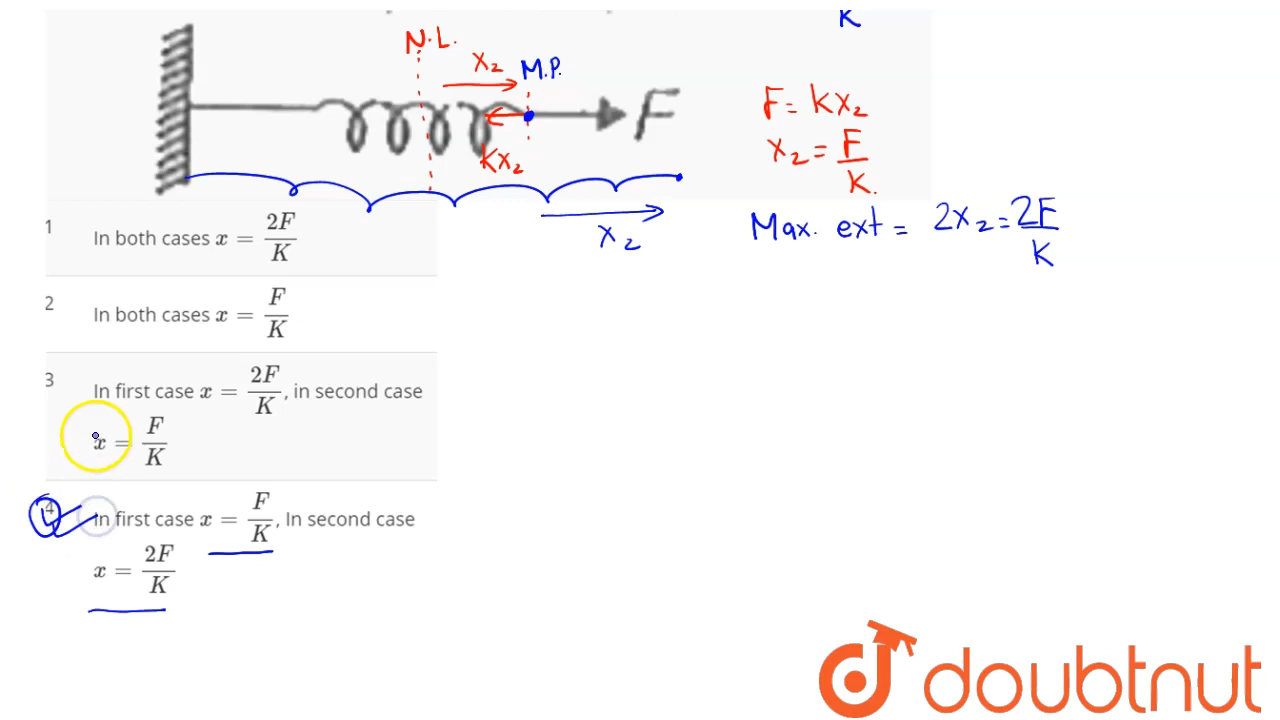 K
N.L.
x₂
M.P.
F
kx₂
F = kx₂
x₂ = F/k.
x₂
Max. ext = 2x₂ = 2F/k
1 In both cases x = 2F/K
2 In both cases x = F/K
3 In first case x = 2F/K, in second case
x = F/K
4 In first case x = F/K, In second case
x = 2F/K
doubtnut